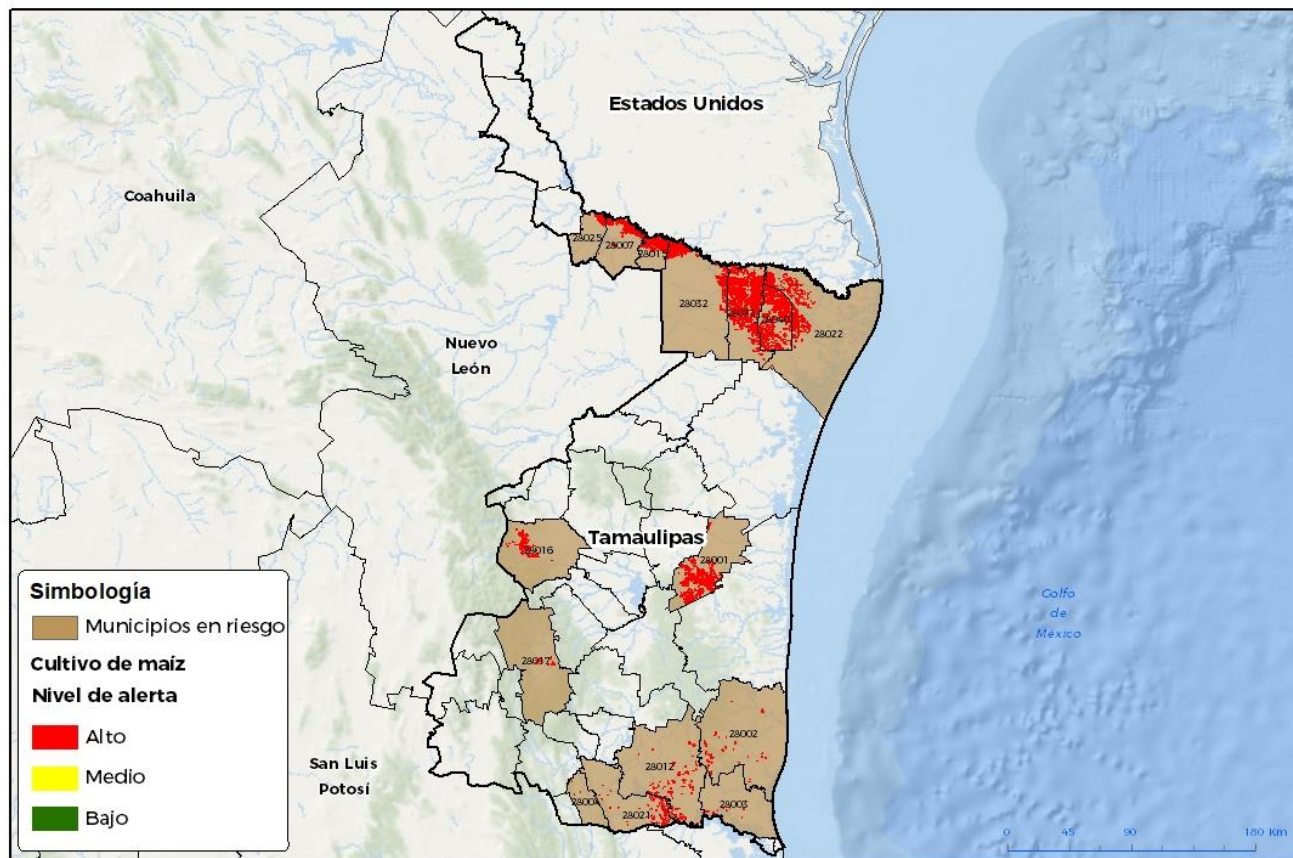 Estados Unidos
Coahuila
28025
28007
28032
28022
Nuevo
León
Tamaulipas
28016
28001
Simbología
Municipios en riesgo
Cultivo de maíz
Nivel de alerta
Alto
Medio
Bajo
Golfo
de
México
28017
28002
28012
San Luis
Potosí
28021
28003
0 45 90 180 Km